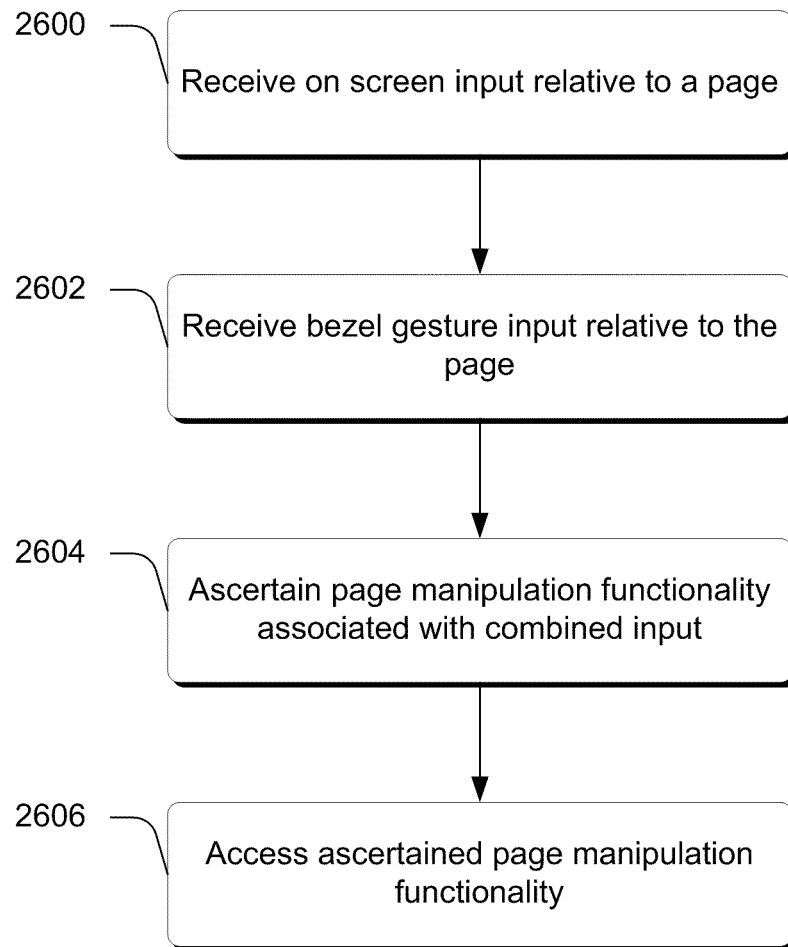 2600
Receive on screen input relative to a page
2602
Receive bezel gesture input relative to the
page
2604
Ascertain page manipulation functionality
associated with combined input
2606
Access ascertained page manipulation
functionality